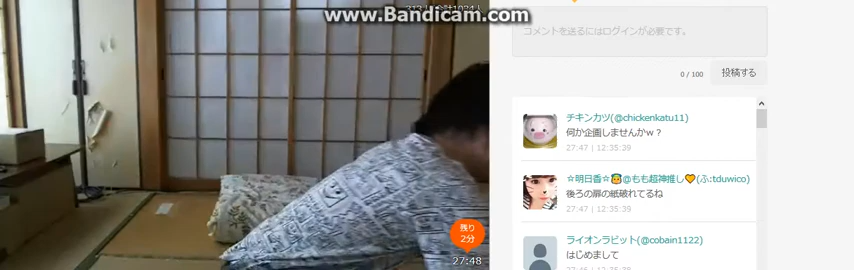 www.Bandicam.com
コメントを送るにはログインが必要です。
0 / 100
投稿する
チキンカツ(@chickenkatu11)
何か企画しませんかw？
27:47 | 12:35:39
☆明日香☆😇@もも超神推し🧡(ふ:tduwico)
後ろの扉の紙破れてるね
27:47 | 12:35:39
ライオンラビット(@cobain1122)
はじめまして
残り
2分
27:48